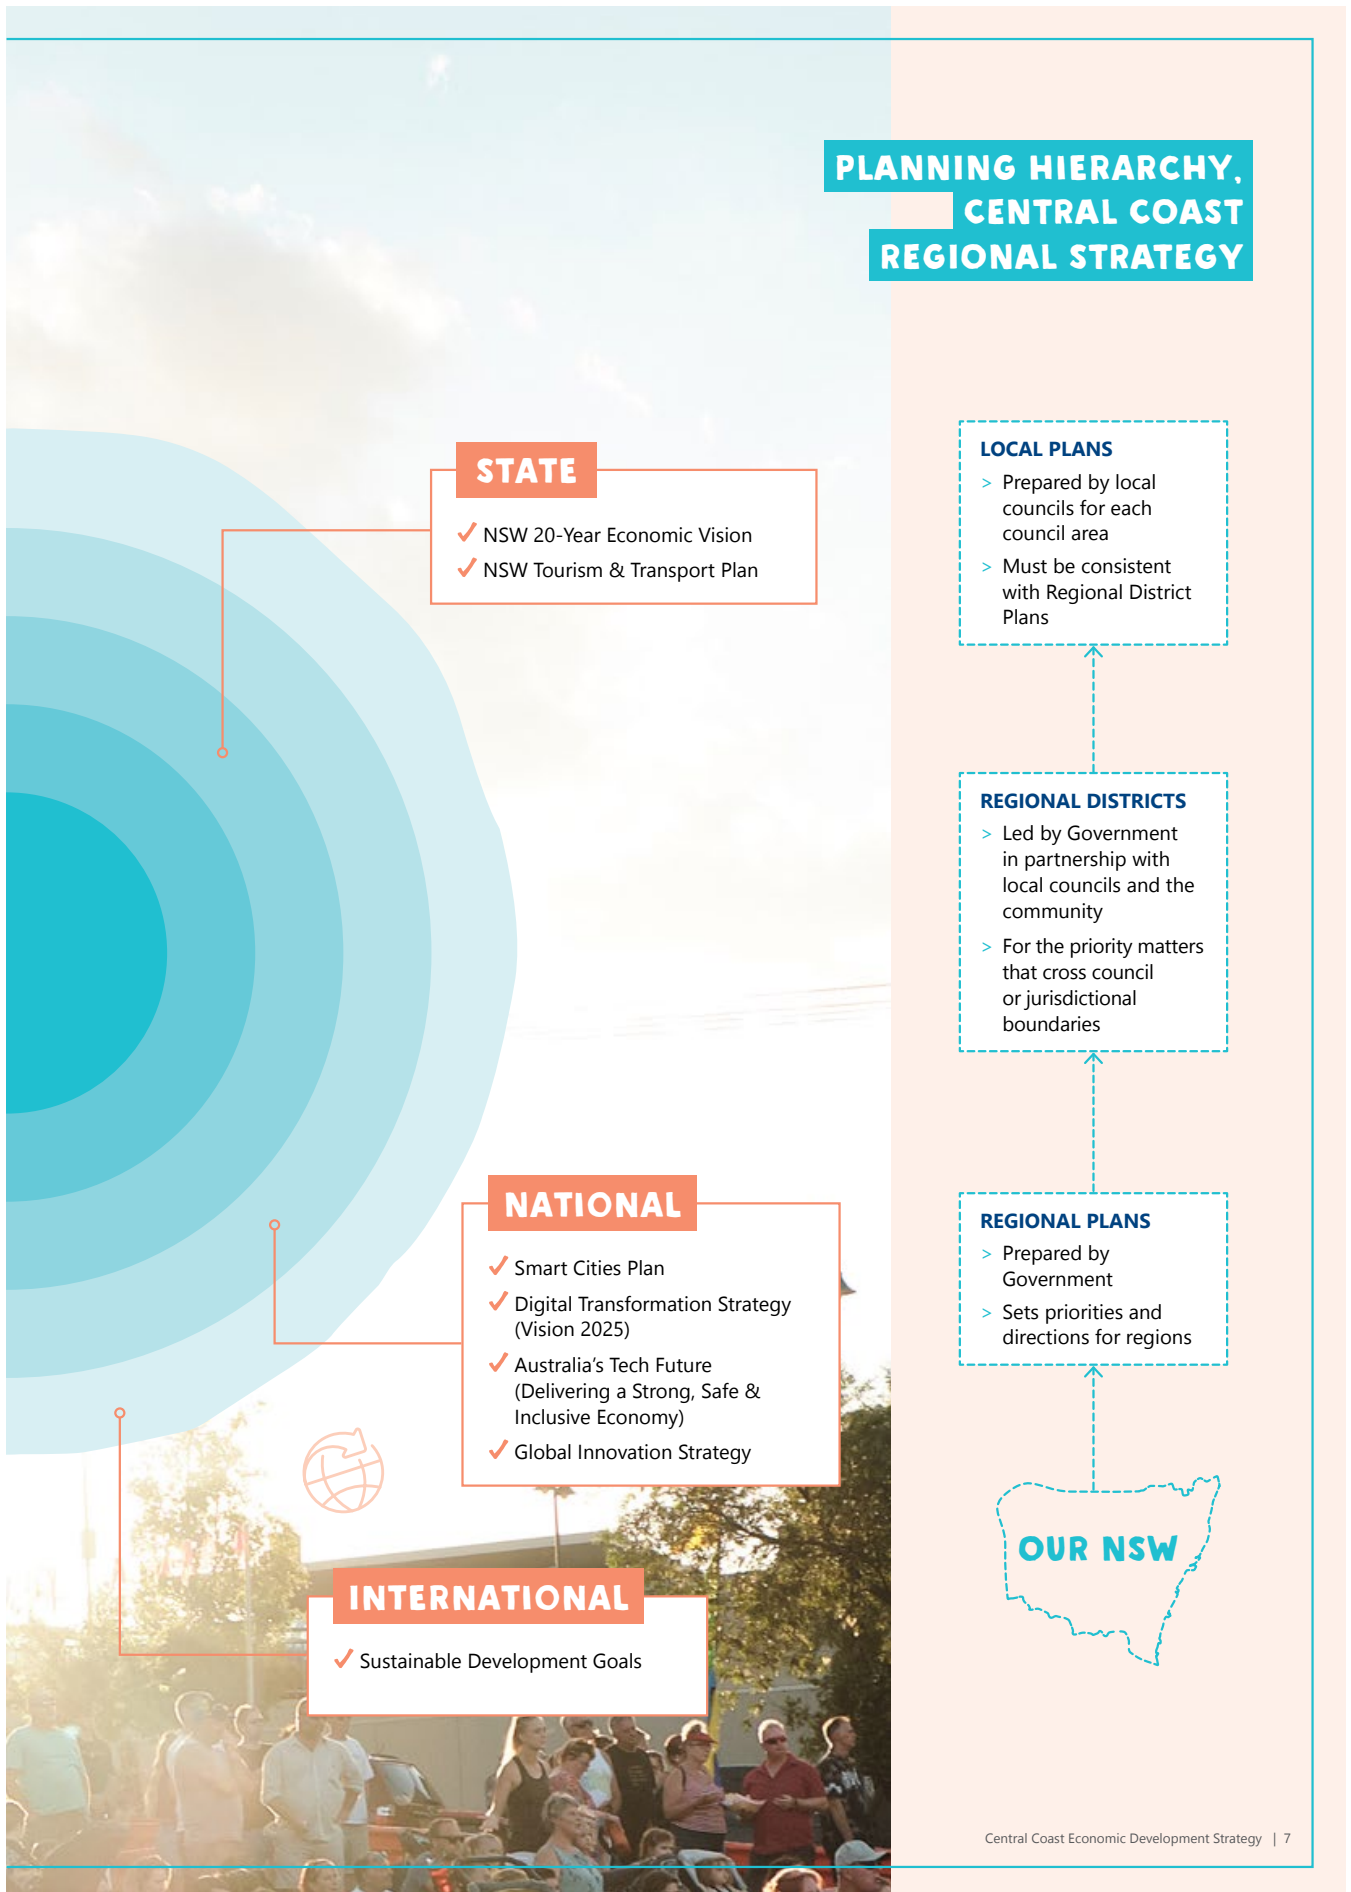 PLANNING HIERARCHY,
CENTRAL COAST
REGIONAL STRATEGY
STATE
✓ NSW 20-Year Economic Vision
✓ NSW Tourism & Transport Plan
NATIONAL
✓ Smart Cities Plan
✓ Digital Transformation Strategy
(Vision 2025)
✓ Australia’s Tech Future
(Delivering a Strong, Safe &
Inclusive Economy)
✓ Global Innovation Strategy
INTERNATIONAL
✓ Sustainable Development Goals
LOCAL PLANS
> Prepared by local
councils for each
council area
> Must be consistent
with Regional District
Plans
REGIONAL DISTRICTS
> Led by Government
in partnership with
local councils and the
community
> For the priority matters
that cross council
or jurisdictional
boundaries
REGIONAL PLANS
> Prepared by
Government
> Sets priorities and
directions for regions
OUR NSW
Central Coast Economic Development Strategy | 7